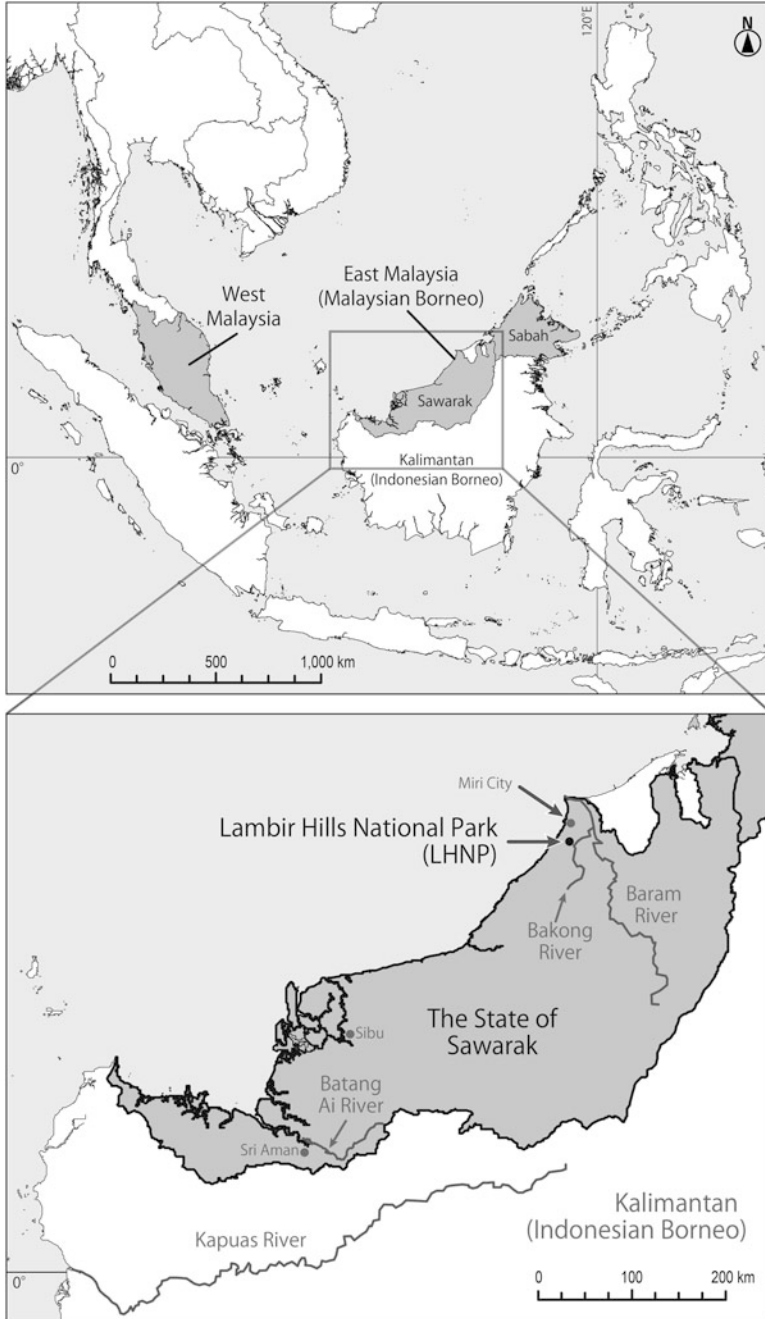 120°E
N
West
Malaysia
East Malaysia
(Malaysian Borneo)
Sabah
Sawarak
0°
Kalimantan
(Indonesian Borneo)
0 500 1,000 km
Miri City
Lambir Hills National Park
(LHNP)
Baram
River
Bakong
River
The State of
Sawarak
Sibu
Batang
Ai River
Sri Aman
Kalimantan
(Indonesian Borneo)
Kapuas River
0°
0 100 200 km